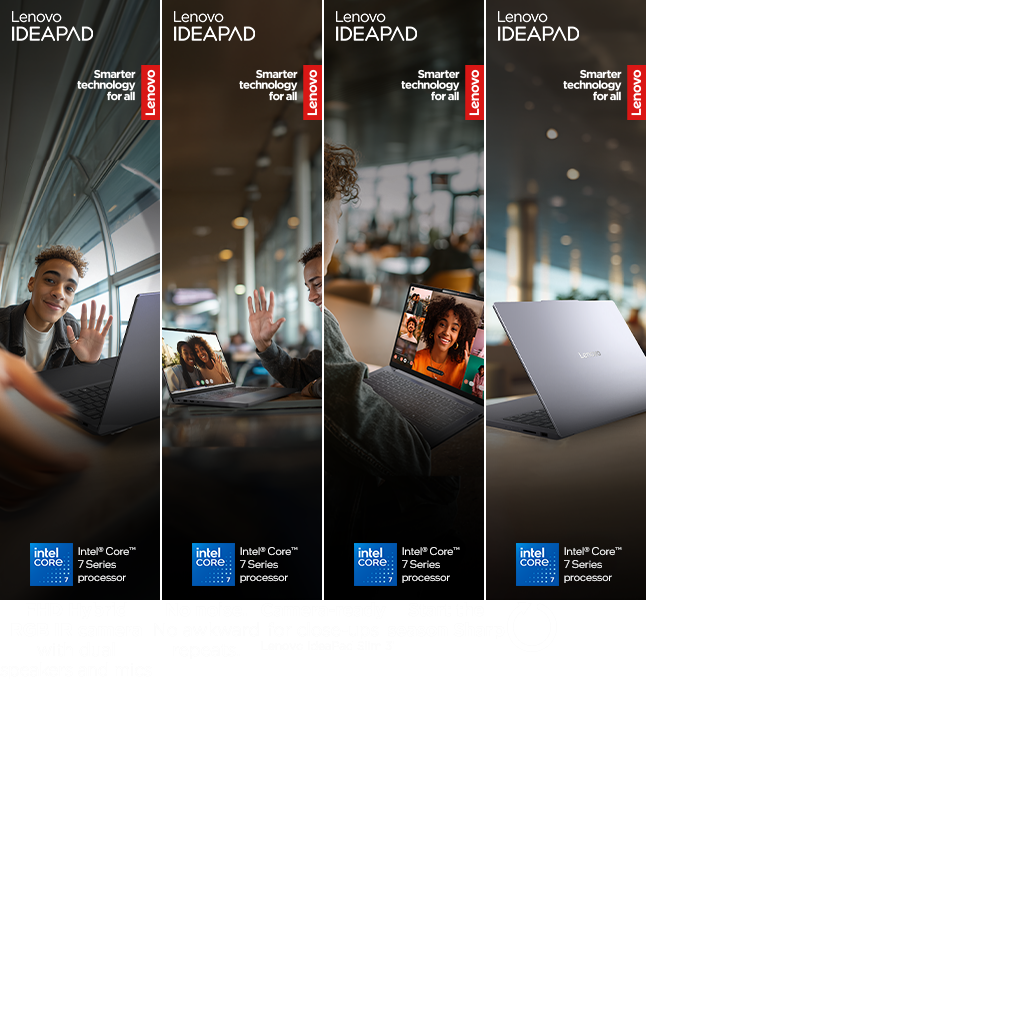 Lenovo
IDEAPAD
Smarter
technology
for all
Lenovo
intel
CORE
7
Intel® Core™
7 Series
processor
Lenovo
IDEAPAD
Smarter
technology
for all
Lenovo
intel
CORE
7
Intel® Core™
7 Series
processor
Lenovo
IDEAPAD
Smarter
technology
for all
Lenovo
intel
CORE
7
Intel® Core™
7 Series
processor
Lenovo
IDEAPAD
Smarter
technology
for all
Lenovo
Lenovo
intel
CORE
7
Intel® Core™
7 Series
processor